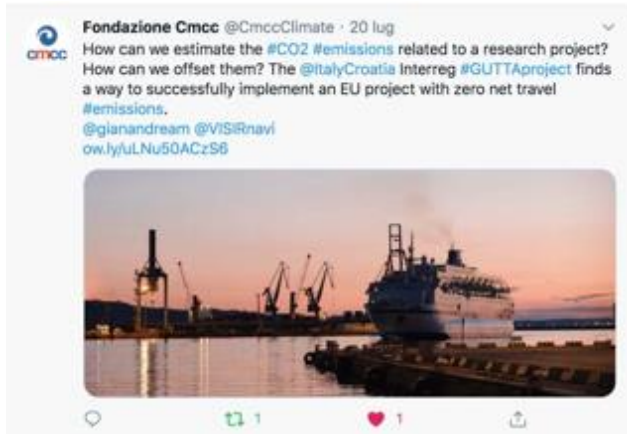 Fondazione Cmcc @CmccClimate · 20 lug
cmcc
How can we estimate the #CO2 #emissions related to a research project?
How can we offset them? The @ItalyCroatia Interreg #GUTTAproject finds
a way to successfully implement an EU project with zero net travel
#emissions.
@gianandream @VISIRnavi
ow.ly/uLNu50ACzS6
1
1